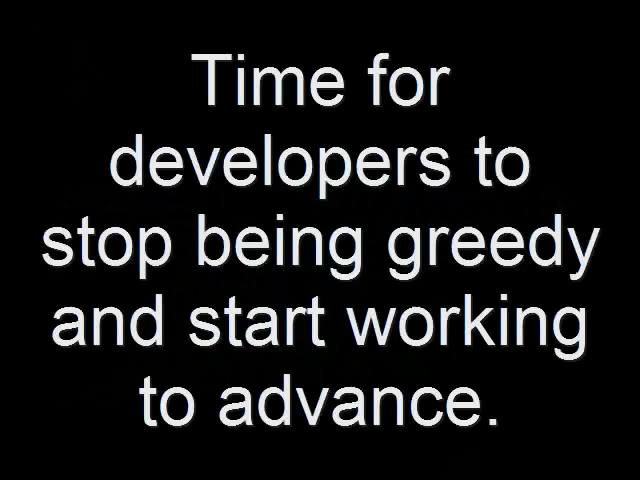 Time for
developers to
stop being greedy
and start working
to advance.